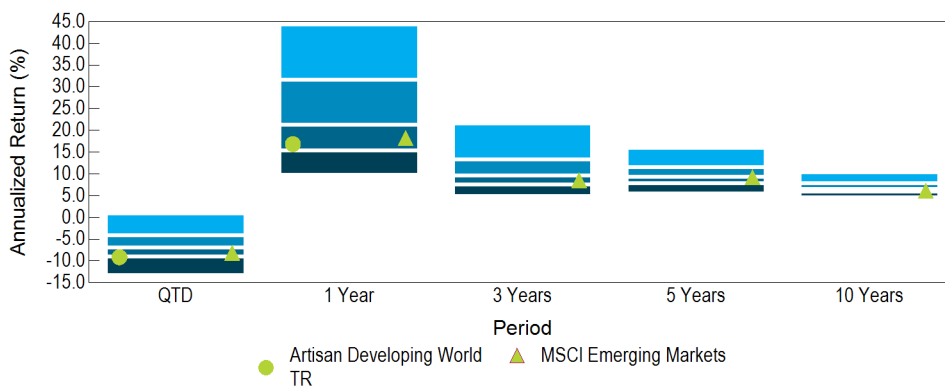 Annualized Return (%)
45.0
40.0
35.0
30.0
25.0
20.0
15.0
10.0
5.0
0.0
-5.0
-10.0
-15.0
QTD
1 Year
3 Years
5 Years
10 Years
Period
Artisan Developing World
TR
MSCI Emerging Markets